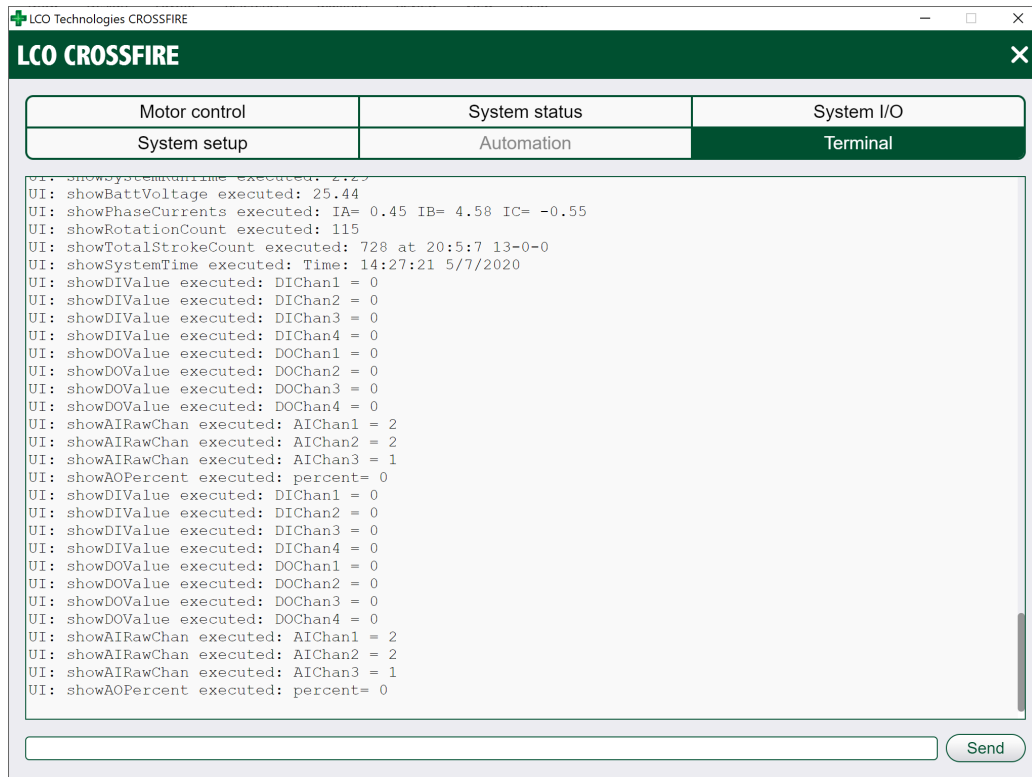 LCO Technologies CROSSFIRE
LCO CROSSFIRE
Motor control
System status
System I/O
System setup
Automation
Terminal
UI: showSystemRunTime executed: 2.29
UI: showBattVoltage executed: 25.44
UI: showPhaseCurrents executed: IA= 0.45 IB= 4.58 IC= -0.55
UI: showRotationCount executed: 115
UI: showTotalStrokeCount executed: 728 at 20:5:7 13-0-0
UI: showSystemTime executed: Time: 14:27:21 5/7/2020
UI: showDIValue executed: DIChan1 = 0
UI: showDIValue executed: DIChan2 = 0
UI: showDIValue executed: DIChan3 = 0
UI: showDIValue executed: DIChan4 = 0
UI: showDOValue executed: DOChan1 = 0
UI: showDOValue executed: DOChan2 = 0
UI: showDOValue executed: DOChan3 = 0
UI: showDOValue executed: DOChan4 = 0
UI: showAIRawChan executed: AIChan1 = 2
UI: showAIRawChan executed: AIChan2 = 2
UI: showAIRawChan executed: AIChan3 = 1
UI: showAOPercent executed: percent= 0
UI: showDIValue executed: DIChan1 = 0
UI: showDIValue executed: DIChan2 = 0
UI: showDIValue executed: DIChan3 = 0
UI: showDIValue executed: DIChan4 = 0
UI: showDOValue executed: DOChan1 = 0
UI: showDOValue executed: DOChan2 = 0
UI: showDOValue executed: DOChan3 = 0
UI: showDOValue executed: DOChan4 = 0
UI: showAIRawChan executed: AIChan1 = 2
UI: showAIRawChan executed: AIChan2 = 2
UI: showAIRawChan executed: AIChan3 = 1
UI: showAOPercent executed: percent= 0
Send